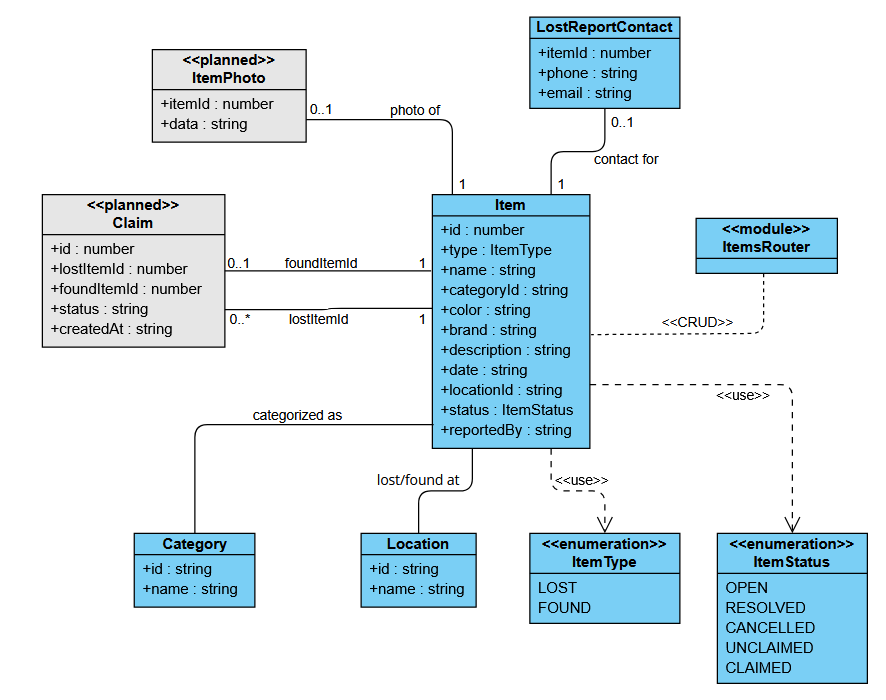 LostReportContact
+itemId : number
+phone : string
+email : string
<<planned>>
ItemPhoto
+itemId : number
+data : string
0..1
photo of
1
0..1
contact for
1
<<planned>>
Claim
+id : number
+lostItemId : number
+foundItemId : number
+status : string
+createdAt : string
0..1
foundItemId
1
0..*
lostItemId
1
Item
+id : number
+type : ItemType
+name : string
+categoryId : string
+color : string
+brand : string
+description : string
+date : string
+locationId : string
+status : ItemStatus
+reportedBy : string
<<module>>
ItemsRouter
<<CRUD>>
<<use>>
categorized as
lost/found at
<<use>>
Category
+id : string
+name : string
Location
+id : string
+name : string
<<enumeration>>
ItemType
LOST
FOUND
<<enumeration>>
ItemStatus
OPEN
RESOLVED
CANCELLED
UNCLAIMED
CLAIMED